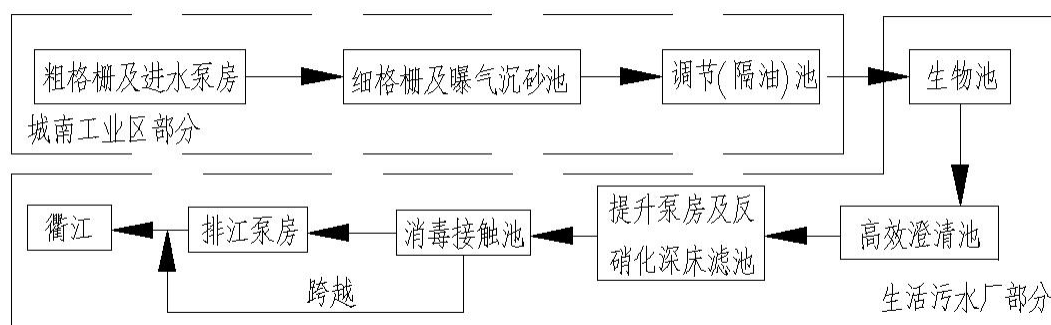 粗格栅及进水泵房
细格栅及曝气沉砂池
调节(隔油)池
生物池
城南工业区部分
衢江
排江泵房
消毒接触池
提升泵房及反
硝化深床滤池
高效澄清池
跨越
生活污水厂部分